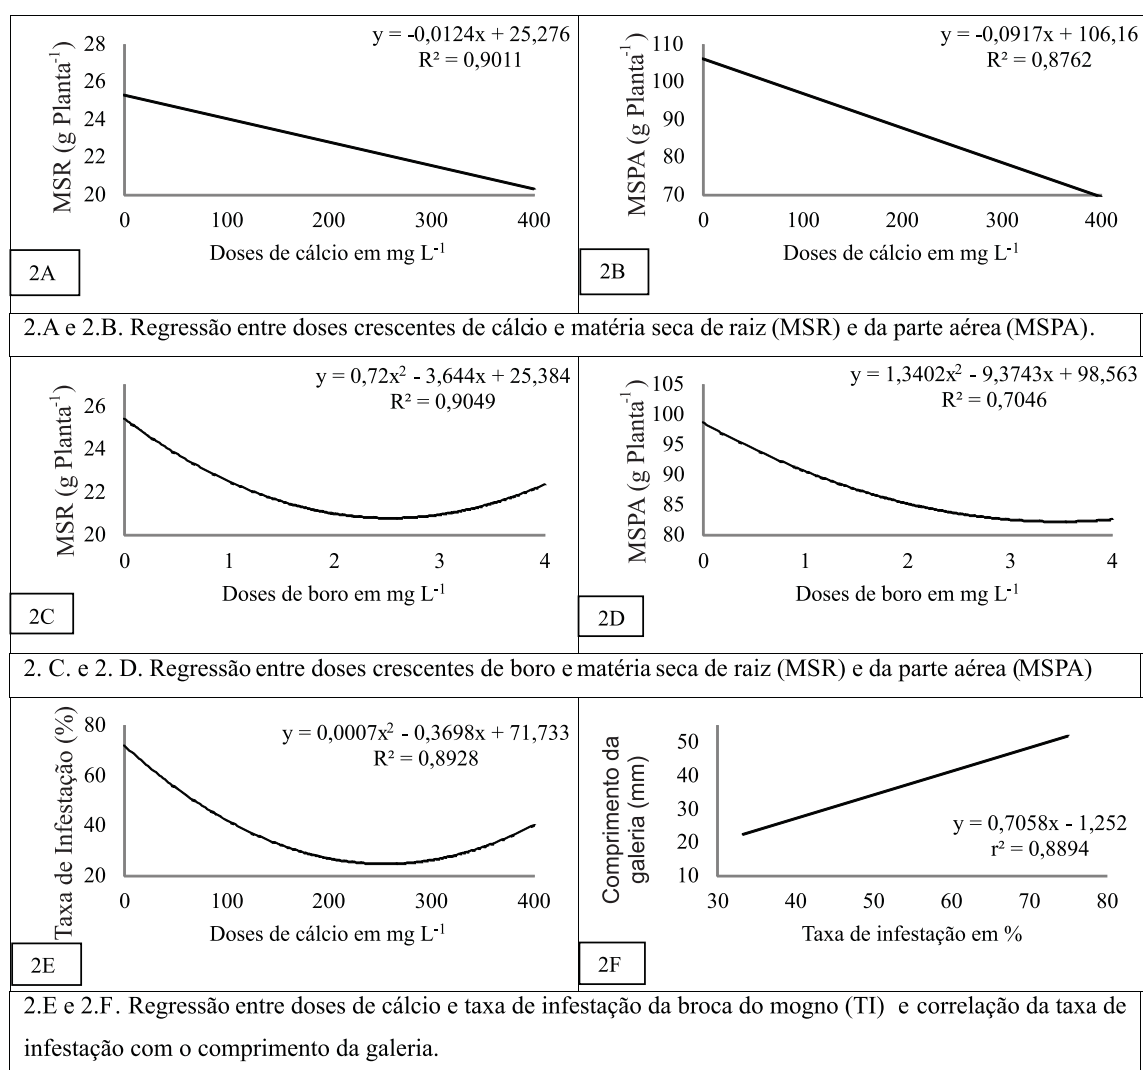 y = -0,0124x + 25,276
R² = 0,9011
MSR (g Planta⁻¹)
28
26
24
22
20
0 100 200 300 400
Doses de cálcio em mg L⁻¹
2A
y = -0,0917x + 106,16
R² = 0,8762
MSPA (g Planta⁻¹)
110
100
90
80
70
0 100 200 300 400
Doses de cálcio em mg L⁻¹
2B
2.A e 2.B. Regressão entre doses crescentes de cálcio e matéria seca de raiz (MSR) e da parte aérea (MSPA).
y = 0,72x² - 3,644x + 25,384
R² = 0,9049
MSR (g Planta⁻¹)
26
24
22
20
0 1 2 3 4
Doses de boro em mg L⁻¹
2C
y = 1,3402x² - 9,3743x + 98,563
R² = 0,7046
MSPA (g Planta⁻¹)
105
100
95
90
85
80
0 1 2 3 4
Doses de boro em mg L⁻¹
2D
2. C. e 2. D. Regressão entre doses crescentes de boro e matéria seca de raiz (MSR) e da parte aérea (MSPA)
y = 0,0007x² - 0,3698x + 71,733
R² = 0,8928
Taxa de Infestação (%)
80
60
40
20
0 100 200 300 400
Doses de cálcio em mg L⁻¹
2E
Comprimento da
galeria (mm)
50
40
30
20
10
y = 0,7058x - 1,252
r² = 0,8894
30 40 50 60 70 80
Taxa de infestação em %
2F
2.E e 2.F. Regressão entre doses de cálcio e taxa de infestação da broca do mogno (TI) e correlação da taxa de
infestação com o comprimento da galeria.